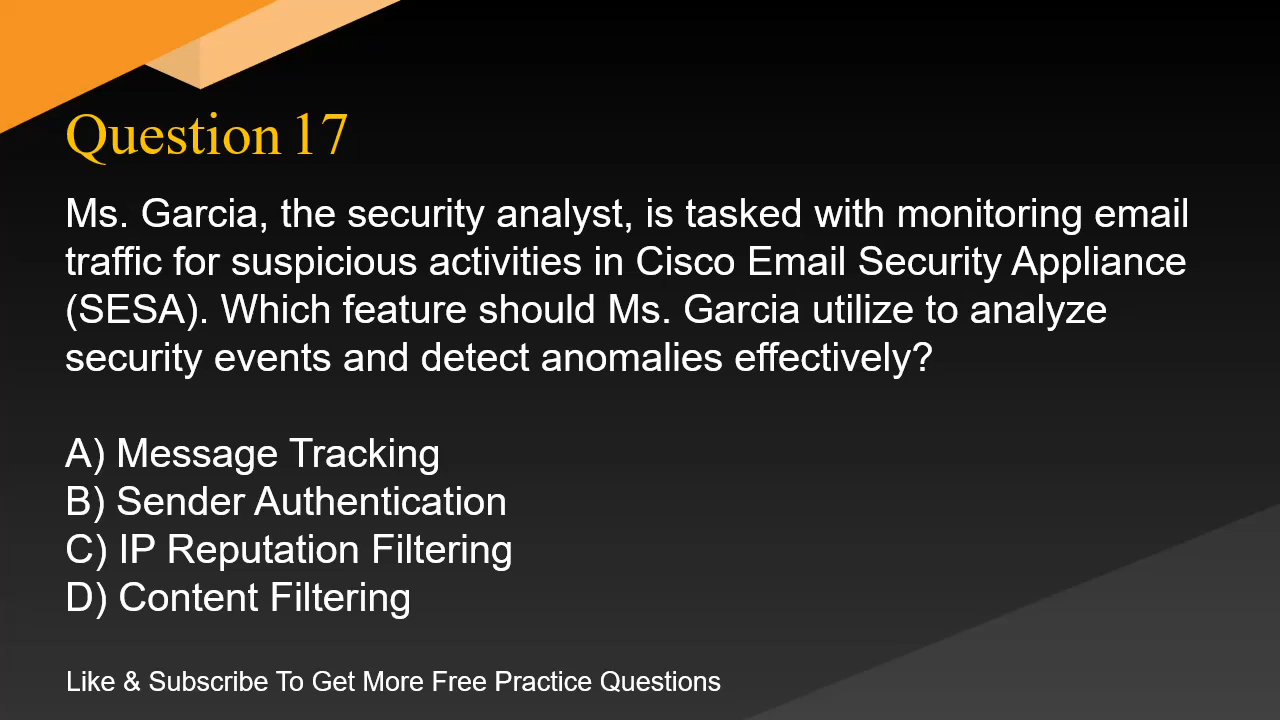 Question 17
Ms. Garcia, the security analyst, is tasked with monitoring email
traffic for suspicious activities in Cisco Email Security Appliance
(SESA). Which feature should Ms. Garcia utilize to analyze
security events and detect anomalies effectively?
A) Message Tracking
B) Sender Authentication
C) IP Reputation Filtering
D) Content Filtering
Like & Subscribe To Get More Free Practice Questions